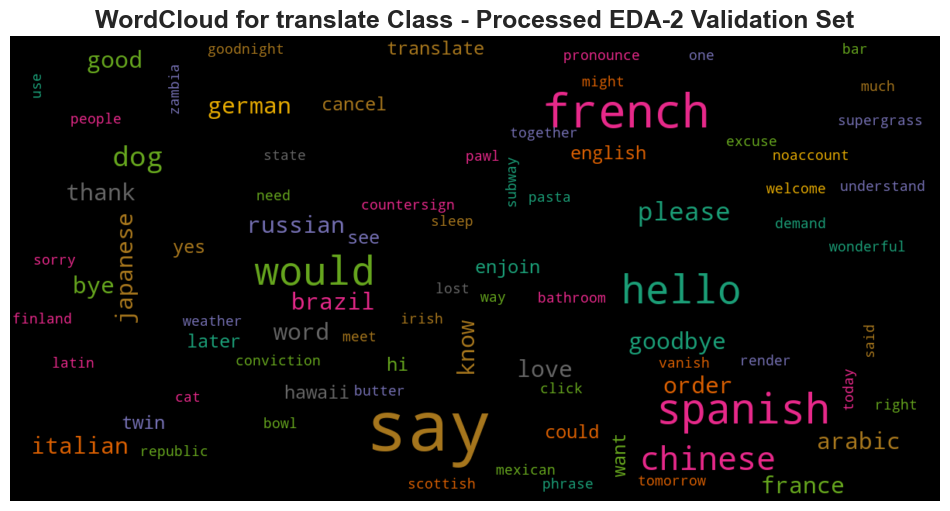 WordCloud for translate Class - Processed EDA-2 Validation Set
goodnight
translate
pronounce
one
bar
good
use
zambia
might
much
german
cancel
french
people
together
supergrass
dog
state
pawl
english
excuse
noaccount
thank
need
countersign
subway
pasta
please
welcome
understand
japanese
russian
see
sleep
demand
yes
wonderful
sorry
would
enjoin
bye
brazil
lost
way
bathroom
hello
finland
weather
word
meet
irish
know
goodbye
said
later
latin
conviction
hi
love
vanish
render
cat
hawaii
butter
click
order
today
twin
bowl
say
could
spanish
right
italian
republic
want
chinese
arabic
mexican
scottish
phrase
tomorrow
france